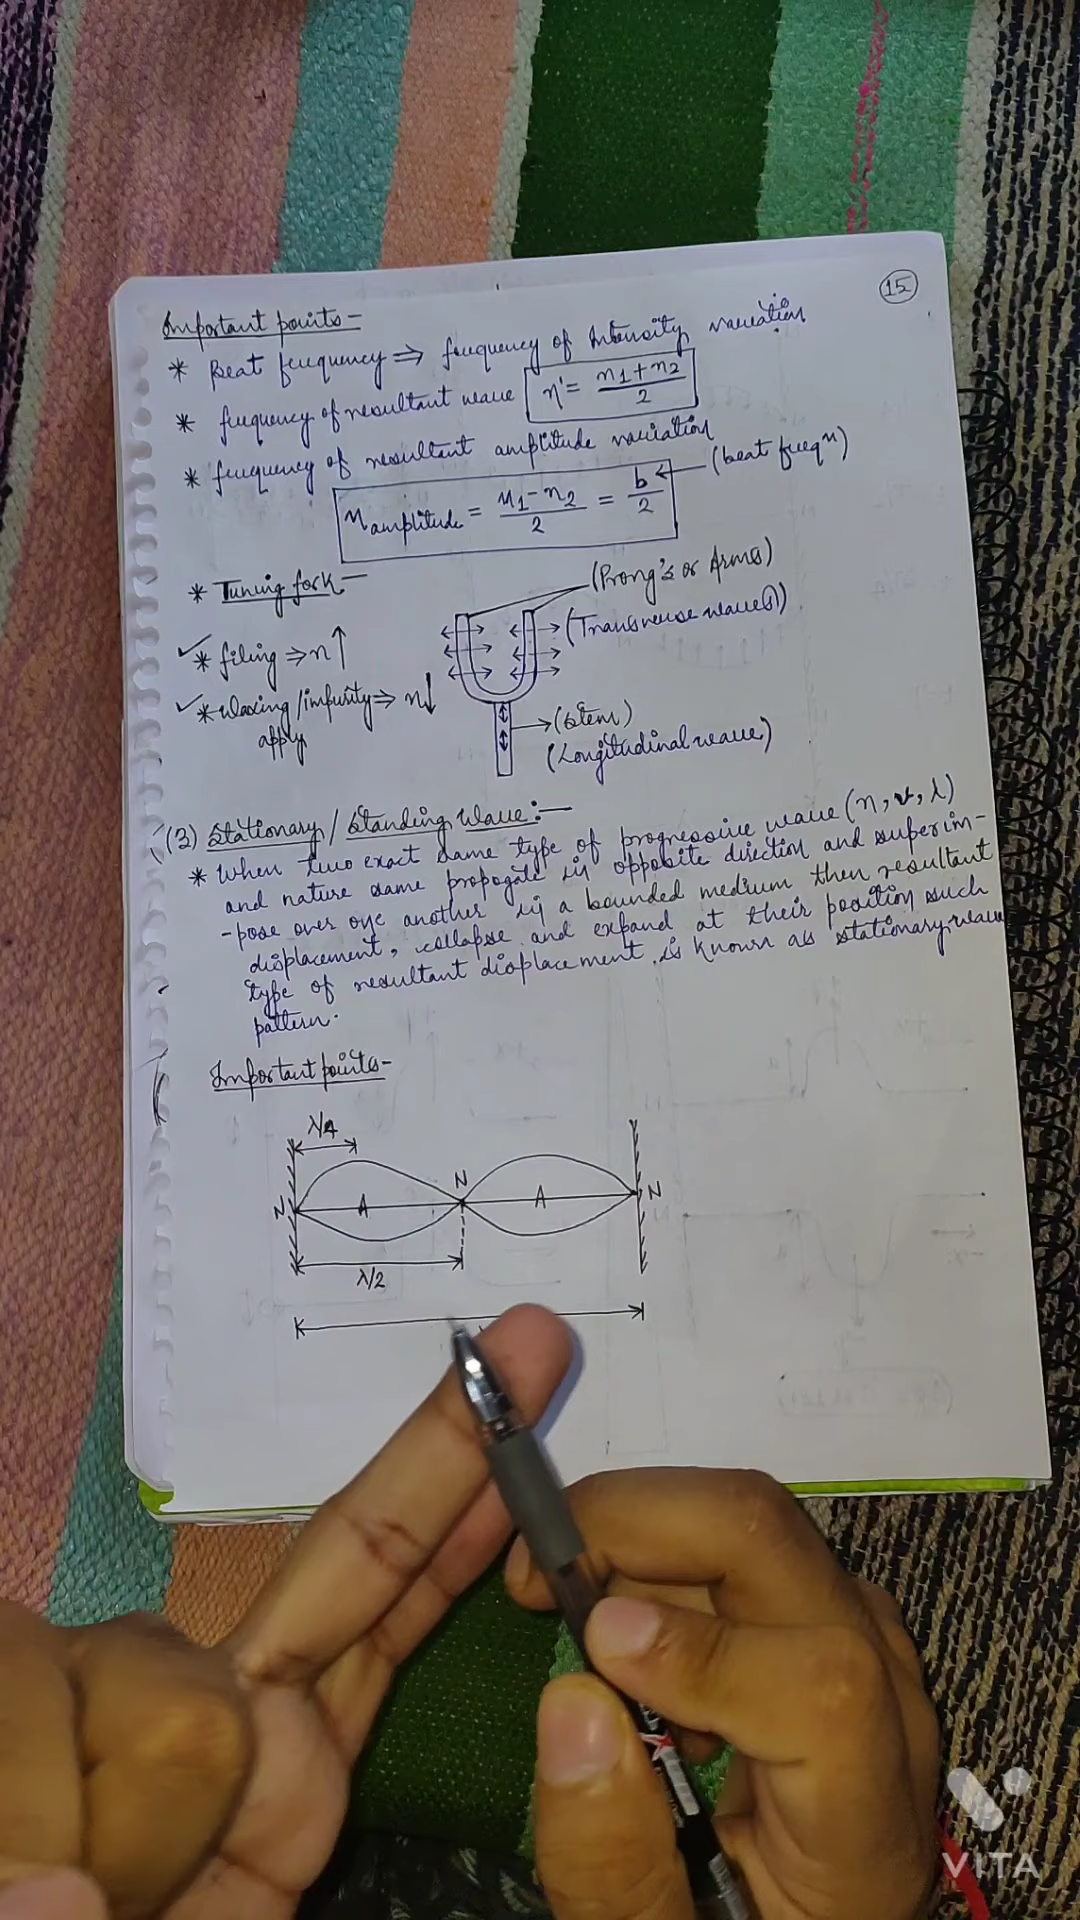 15
Important points-
* Beat frequency ⇒ frequency of Intensity variation
* frequency of resultant wave n' = n1+n2/2
* frequency of resultant amplitude variation
n amplitude = n1-n2/2 = b/2 ← (beat freqn)
* Tuning fork-
(Prong's or Arms)
(Transverse waves)
✓* filing ⇒ n↑
✓* Waxing/impurity ⇒ n↓
apply
→(Stem)
(Longitudinal wave)
(3) Stationary/Standing Wave:-
* When two exact same type of progressive wave (n, v, λ)
and nature same propogate in opposite direction and superim-
-pose over one another in a bounded medium then resultant
displacement, collapse and expand at their position such
type of resultant displacement is known as stationary wave
pattern.
Important points-
λ/4
N A N A N
λ/2
VITA